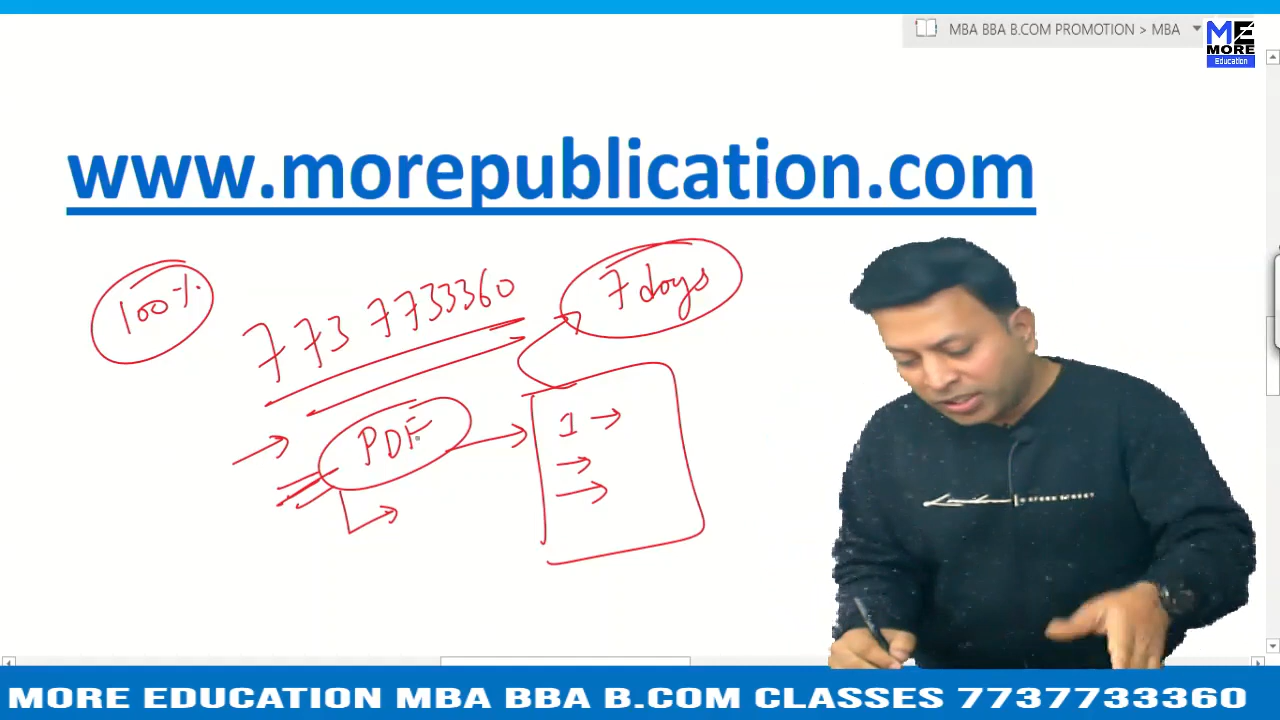 MBA BBA B.COM PROMOTION > MBA
ME
MORE
Education
www.morepublication.com
100%
773 7733360
7 days
PDF
1 →
→
→
MORE EDUCATION MBA BBA B.COM CLASSES 7737733360